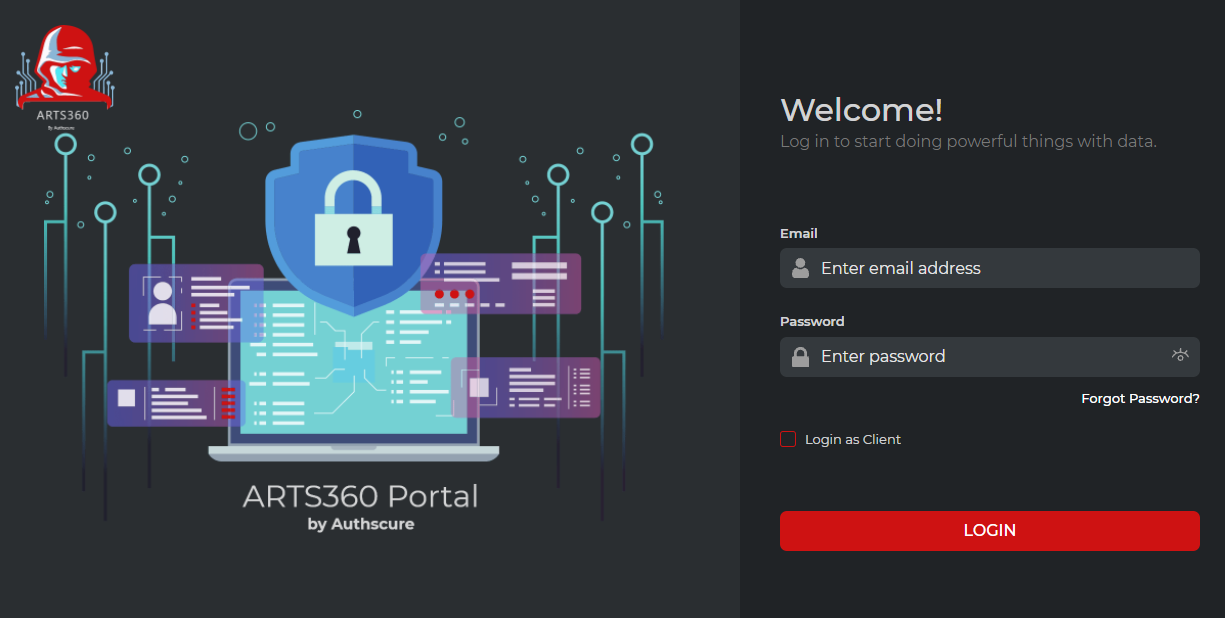 ARTS360
By Authscure
ARTS360 Portal
by Authscure
Welcome!
Log in to start doing powerful things with data.
Email
Enter email address
Password
Enter password
Forgot Password?
Login as Client
LOGIN